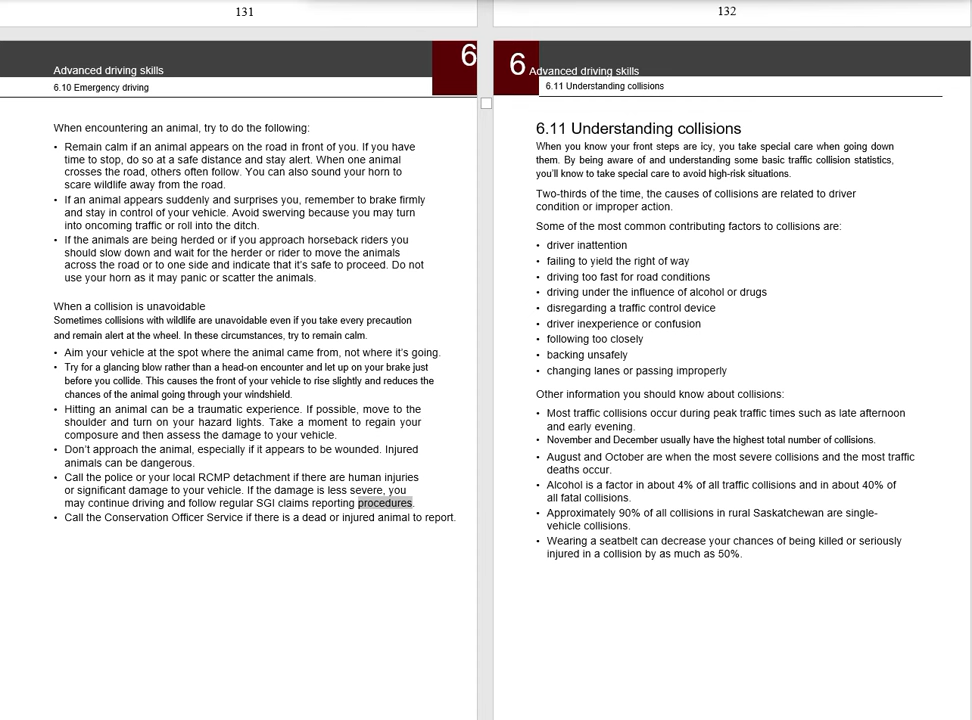 131
Advanced driving skills
6
6.10 Emergency driving
When encountering an animal, try to do the following:
• Remain calm if an animal appears on the road in front of you. If you have
time to stop, do so at a safe distance and stay alert. When one animal
crosses the road, others often follow. You can also sound your horn to
scare wildlife away from the road.
• If an animal appears suddenly and surprises you, remember to brake firmly
and stay in control of your vehicle. Avoid swerving because you may turn
into oncoming traffic or roll into the ditch.
• If the animals are being herded or if you approach horseback riders you
should slow down and wait for the herder or rider to move the animals
across the road or to one side and indicate that it's safe to proceed. Do not
use your horn as it may panic or scatter the animals.
When a collision is unavoidable
Sometimes collisions with wildlife are unavoidable even if you take every precaution
and remain alert at the wheel. In these circumstances, try to remain calm.
• Aim your vehicle at the spot where the animal came from, not where it's going.
• Try for a glancing blow rather than a head-on encounter and let up on your brake just
before you collide. This causes the front of your vehicle to rise slightly and reduces the
chances of the animal going through your windshield.
• Hitting an animal can be a traumatic experience. If possible, move to the
shoulder and turn on your hazard lights. Take a moment to regain your
composure and then assess the damage to your vehicle.
• Don't approach the animal, especially if it appears to be wounded. Injured
animals can be dangerous.
• Call the police or your local RCMP detachment if there are human injuries
or significant damage to your vehicle. If the damage is less severe, you
may continue driving and follow regular SGI claims reporting procedures.
• Call the Conservation Officer Service if there is a dead or injured animal to report.
132
6 Advanced driving skills
6.11 Understanding collisions
6.11 Understanding collisions
When you know your front steps are icy, you take special care when going down
them. By being aware of and understanding some basic traffic collision statistics,
you'll know to take special care to avoid high-risk situations.
Two-thirds of the time, the causes of collisions are related to driver
condition or improper action.
Some of the most common contributing factors to collisions are:
• driver inattention
• failing to yield the right of way
• driving too fast for road conditions
• driving under the influence of alcohol or drugs
• disregarding a traffic control device
• driver inexperience or confusion
• following too closely
• backing unsafely
• changing lanes or passing improperly
Other information you should know about collisions:
• Most traffic collisions occur during peak traffic times such as late afternoon
and early evening.
• November and December usually have the highest total number of collisions.
• August and October are when the most severe collisions and the most traffic
deaths occur.
• Alcohol is a factor in about 4% of all traffic collisions and in about 40% of
all fatal collisions.
• Approximately 90% of all collisions in rural Saskatchewan are single-
vehicle collisions.
• Wearing a seatbelt can decrease your chances of being killed or seriously
injured in a collision by as much as 50%.